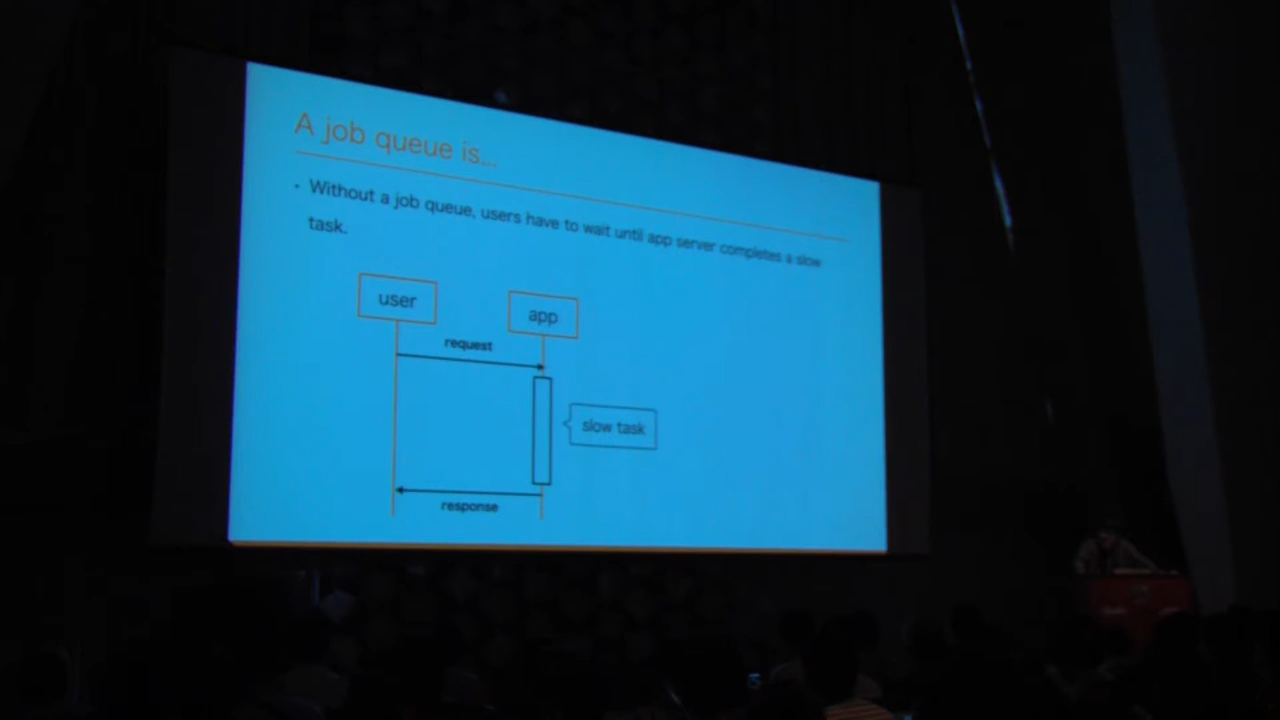 A job queue is...
· Without a job queue, users have to wait until app server completes a slow
task.
user
app
request
slow task
response